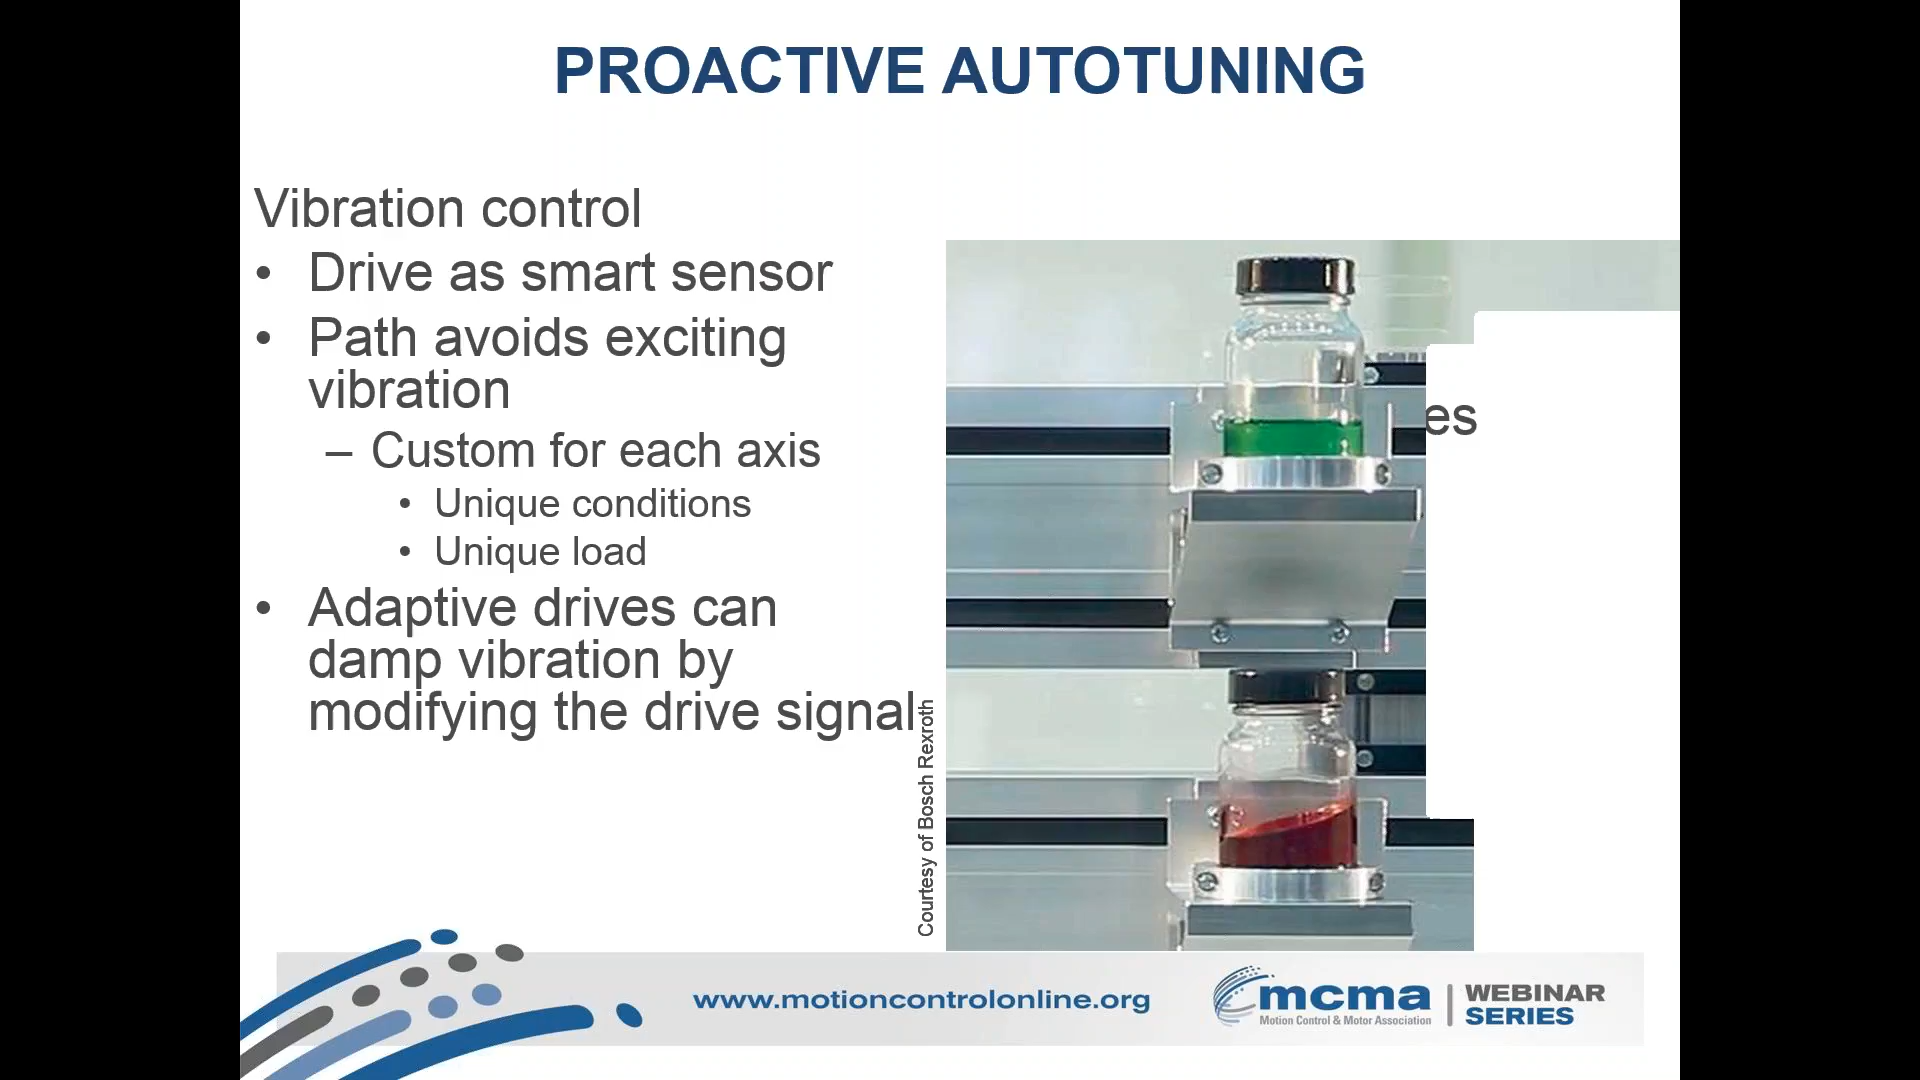 PROACTIVE AUTOTUNING
Vibration control
• Drive as smart sensor
• Path avoids exciting
vibration
– Custom for each axis
• Unique conditions
• Unique load
• Adaptive drives can
damp vibration by
modifying the drive signal
es
Courtesy of Bosch Rexroth
www.motioncontrolonline.org
mcma
Motion Control & Motor Association
WEBINAR
SERIES